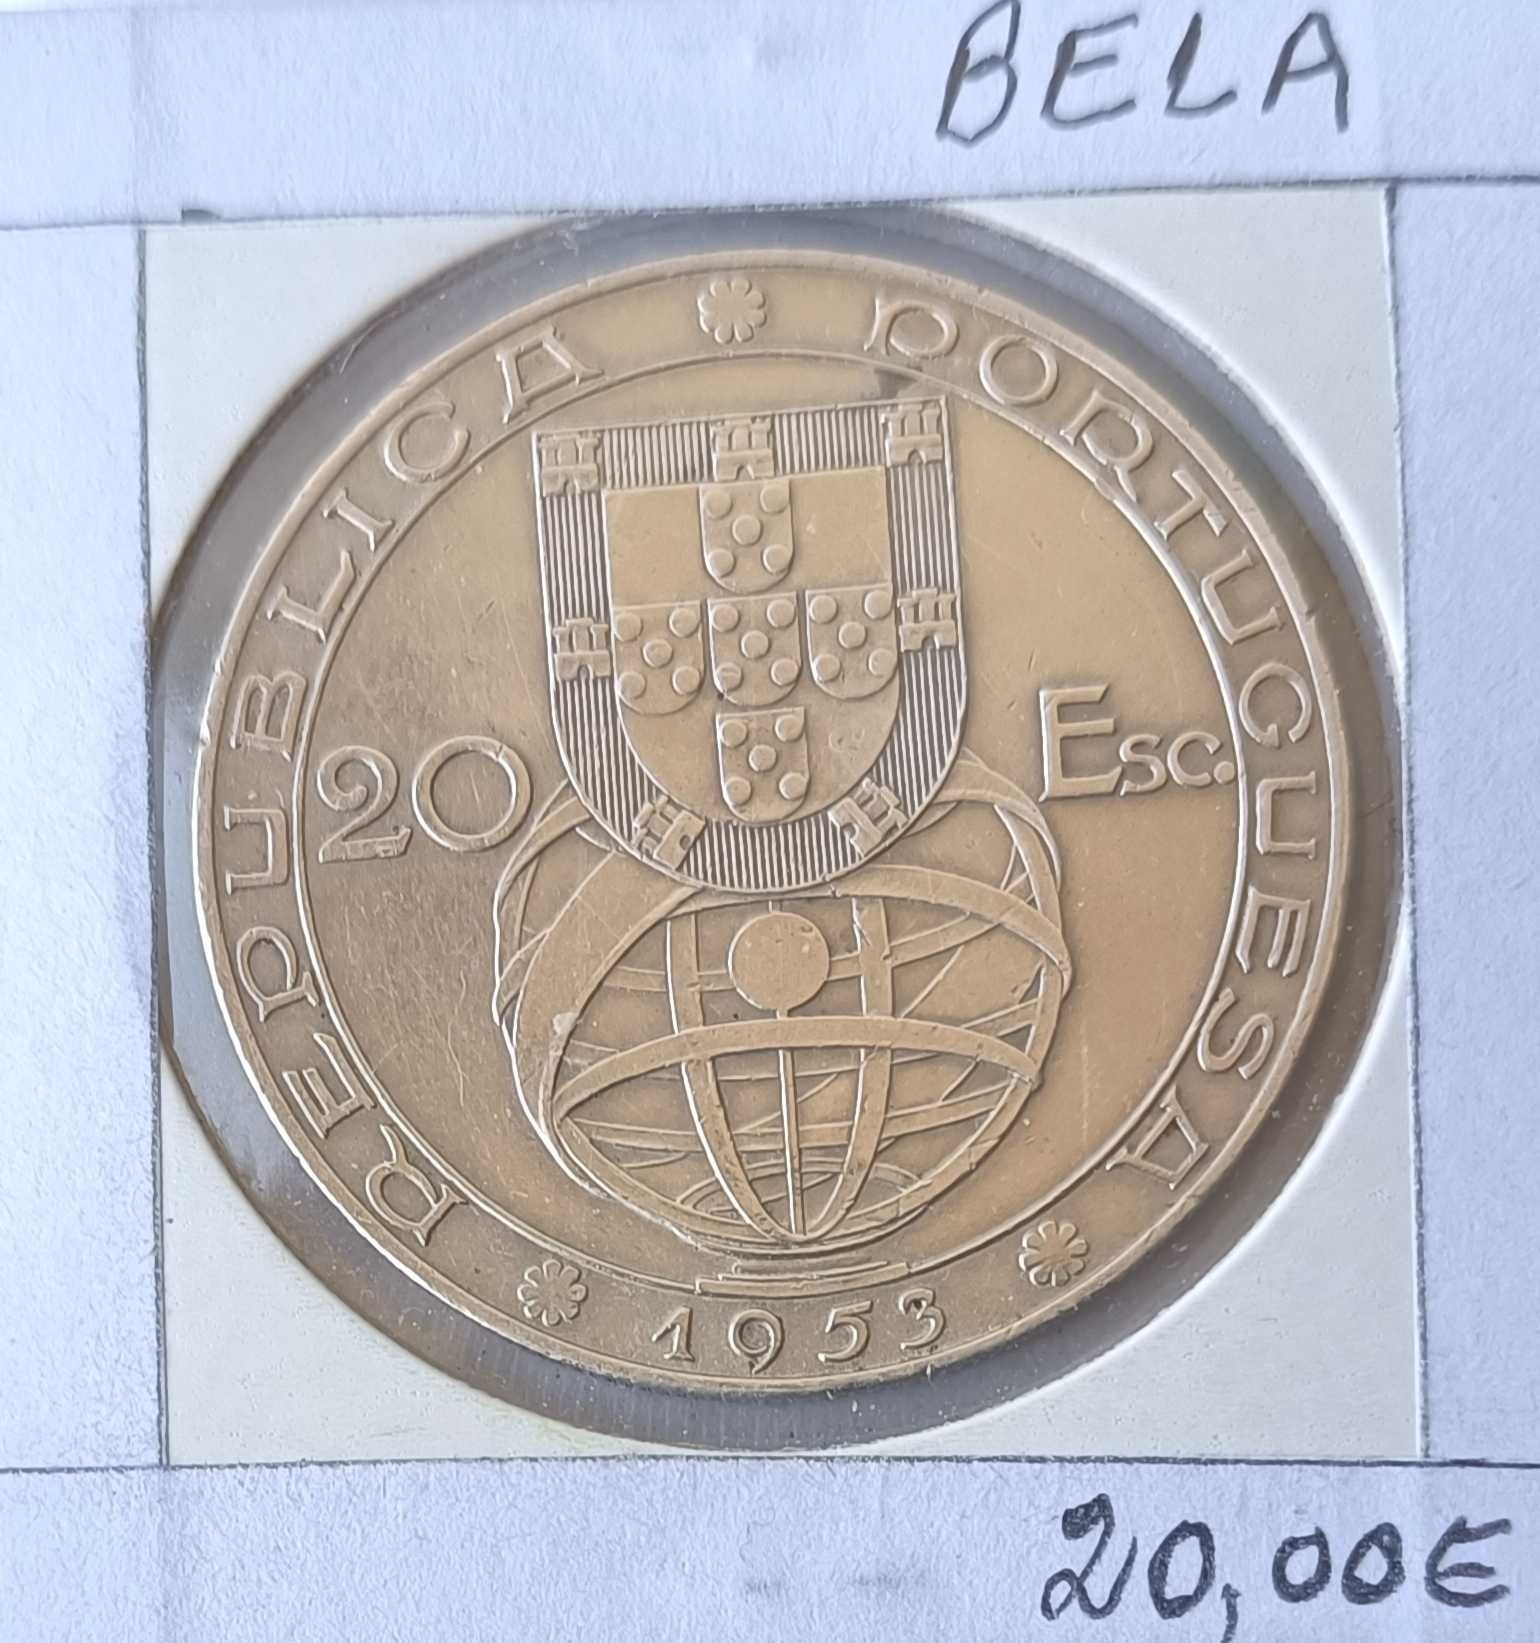 BELA
REPUBLICA PORTUGUESA
20 Esc.
1953
20,00€